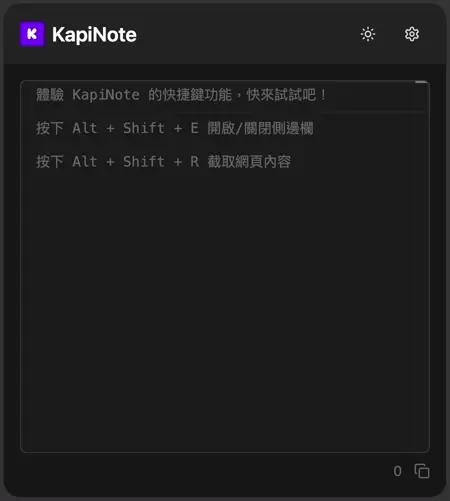 KapiNote
體驗 KapiNote 的快捷鍵功能，快來試試吧！
按下 Alt + Shift + E 開啟/關閉側邊欄
按下 Alt + Shift + R 截取網頁內容
0